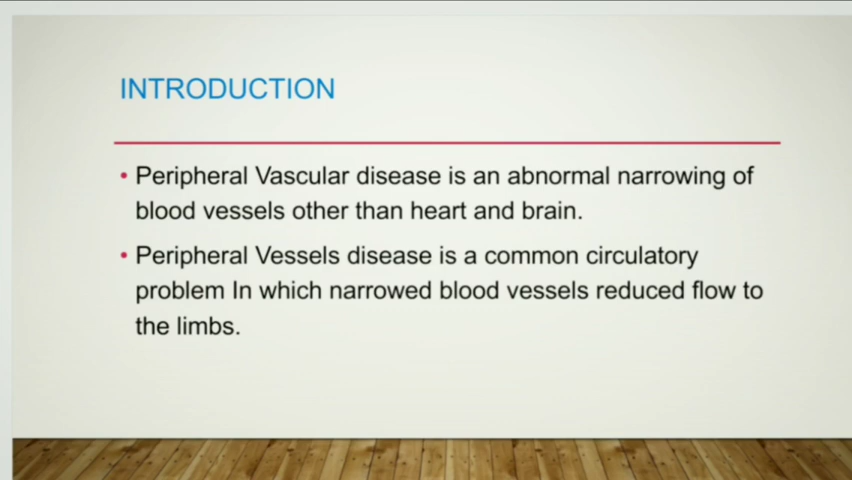 INTRODUCTION
• Peripheral Vascular disease is an abnormal narrowing of
blood vessels other than heart and brain.
• Peripheral Vessels disease is a common circulatory
problem In which narrowed blood vessels reduced flow to
the limbs.